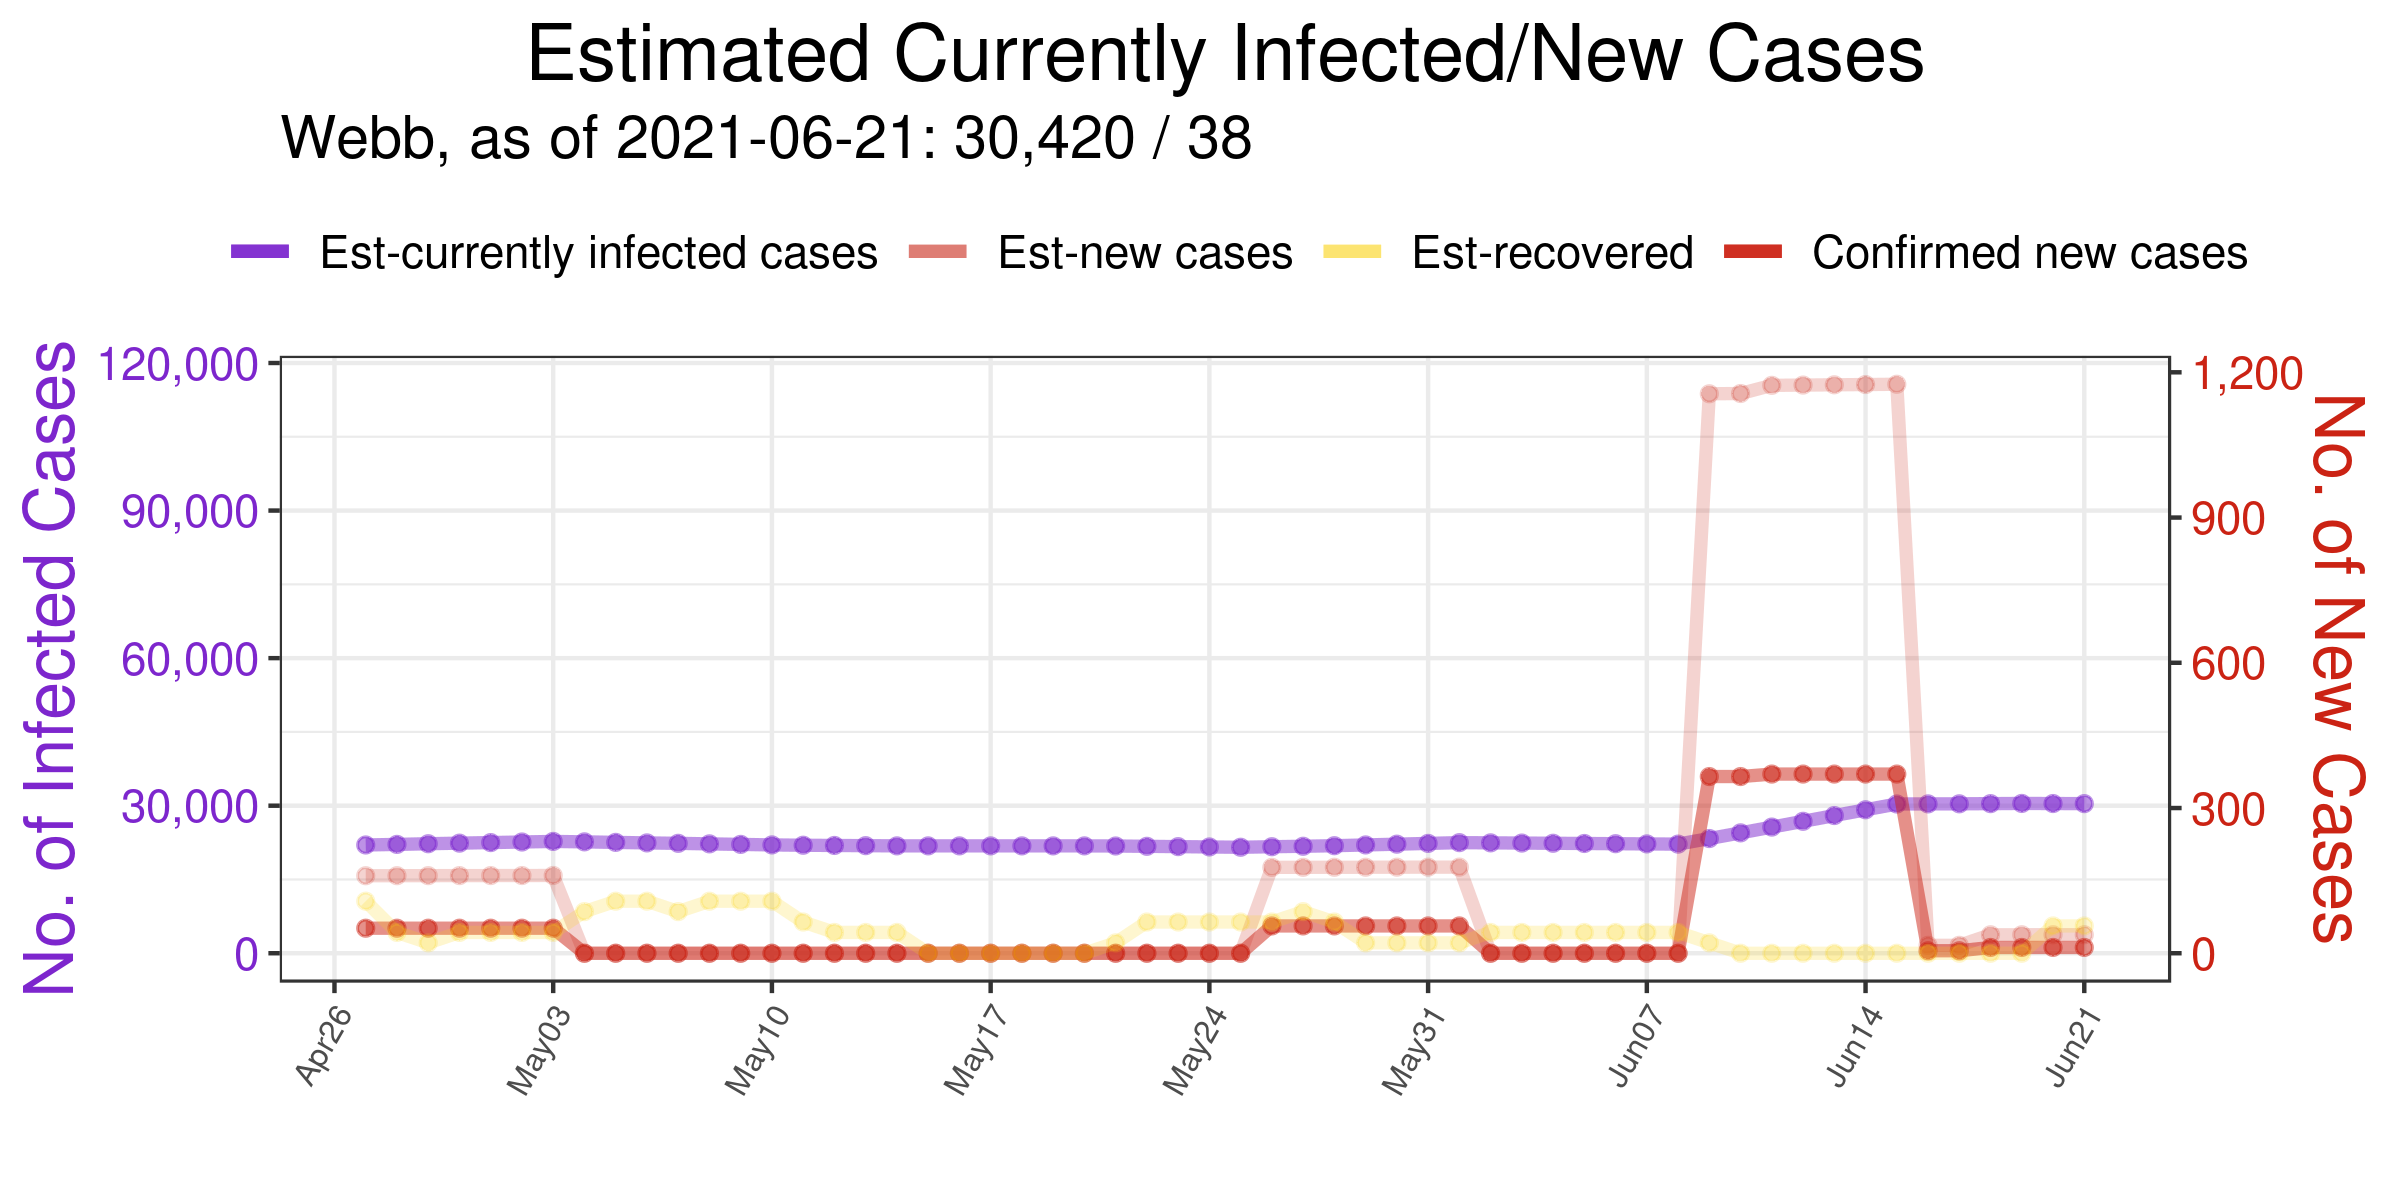 Estimated Currently Infected/New Cases
Webb, as of 2021-06-21: 30,420 / 38
Est-currently infected cases Est-new cases Est-recovered Confirmed new cases
No. of Infected Cases
120,000
90,000
60,000
30,000
0
1,200
900
600
300
0
No. of New Cases
Apr26 May03 May10 May17 May24 May31 Jun07 Jun14 Jun21